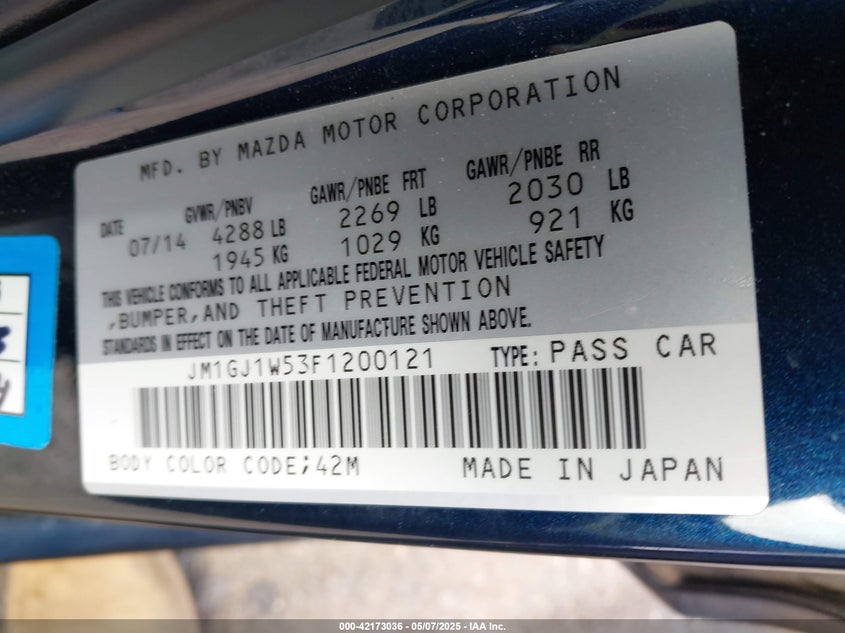 MFD. BY MAZDA MOTOR CORPORATION
DATE GVWR/PNBV GAWR/PNBE FRT GAWR/PNBE RR
07/14 4288 LB 2269 LB 2030 LB
1945 KG 1029 KG 921 KG
THIS VEHICLE CONFORMS TO ALL APPLICABLE FEDERAL MOTOR VEHICLE SAFETY
,BUMPER,AND THEFT PREVENTION
STANDARDS IN EFFECT ON THE DATE OF MANUFACTURE SHOWN ABOVE.
JM1GJ1W53F1200121 TYPE: PASS CAR
BODY COLOR CODE;42M MADE IN JAPAN
000-42173036 - 05/07/2025 - IAA Inc.